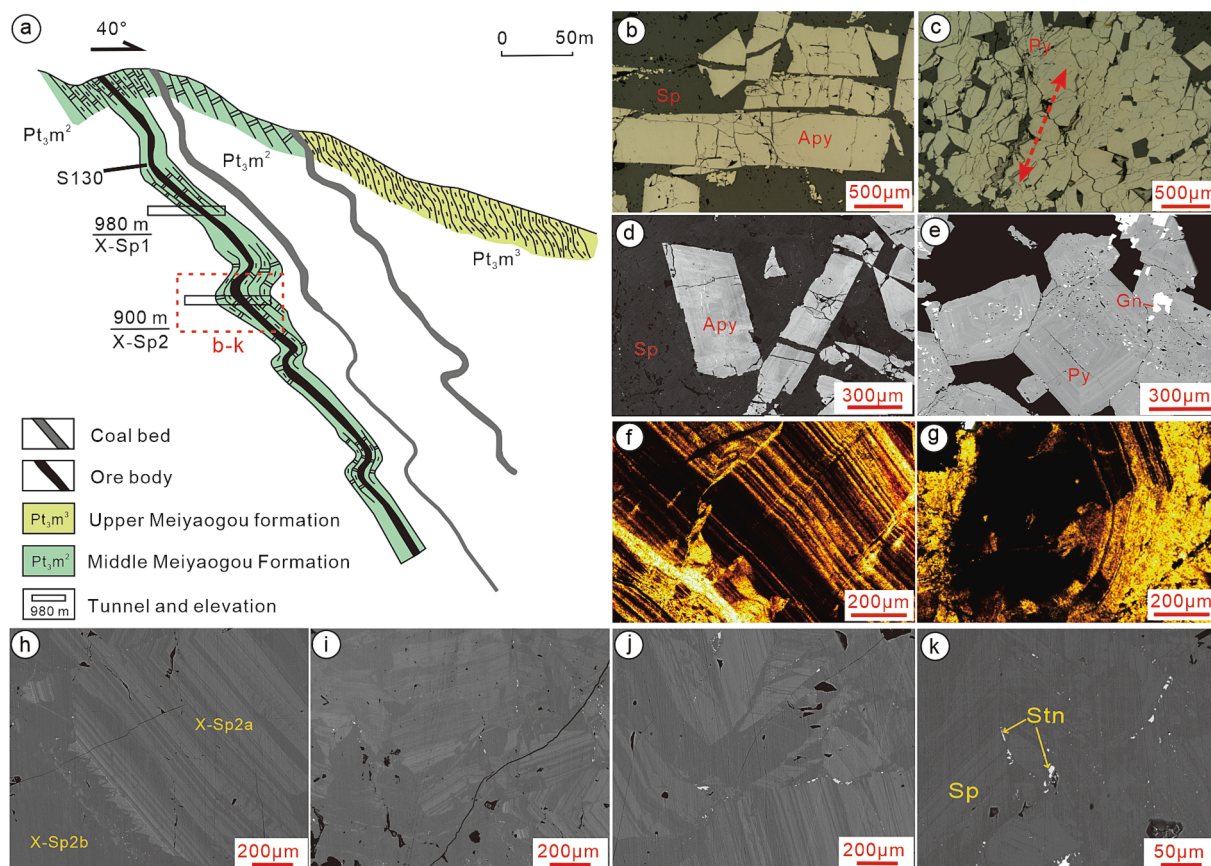 a
40°
0 50m
Pt₃m²
Pt₃m²
S130
980 m
X-Sp1
Pt₃m³
900 m
X-Sp2
b-k
Coal bed
Ore body
Pt₃m³ Upper Meiyaogou formation
Pt₃m² Middle Meiyaogou Formation
980 m Tunnel and elevation
b
Sp
Apy
500μm
c
Py
500μm
d
Apy
Sp
300μm
e
Gn
Py
300μm
f
200μm
g
200μm
h
X-Sp2a
X-Sp2b
200μm
i
200μm
j
200μm
k
Stn
Sp
50μm